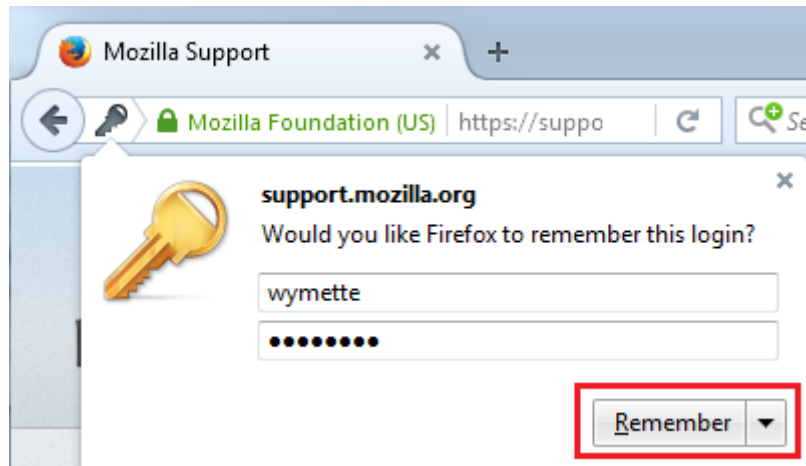 Mozilla Support
Mozilla Foundation (US) https://suppo
Se
support.mozilla.org
Would you like Firefox to remember this login?
wymette
●●●●●●●●
Remember